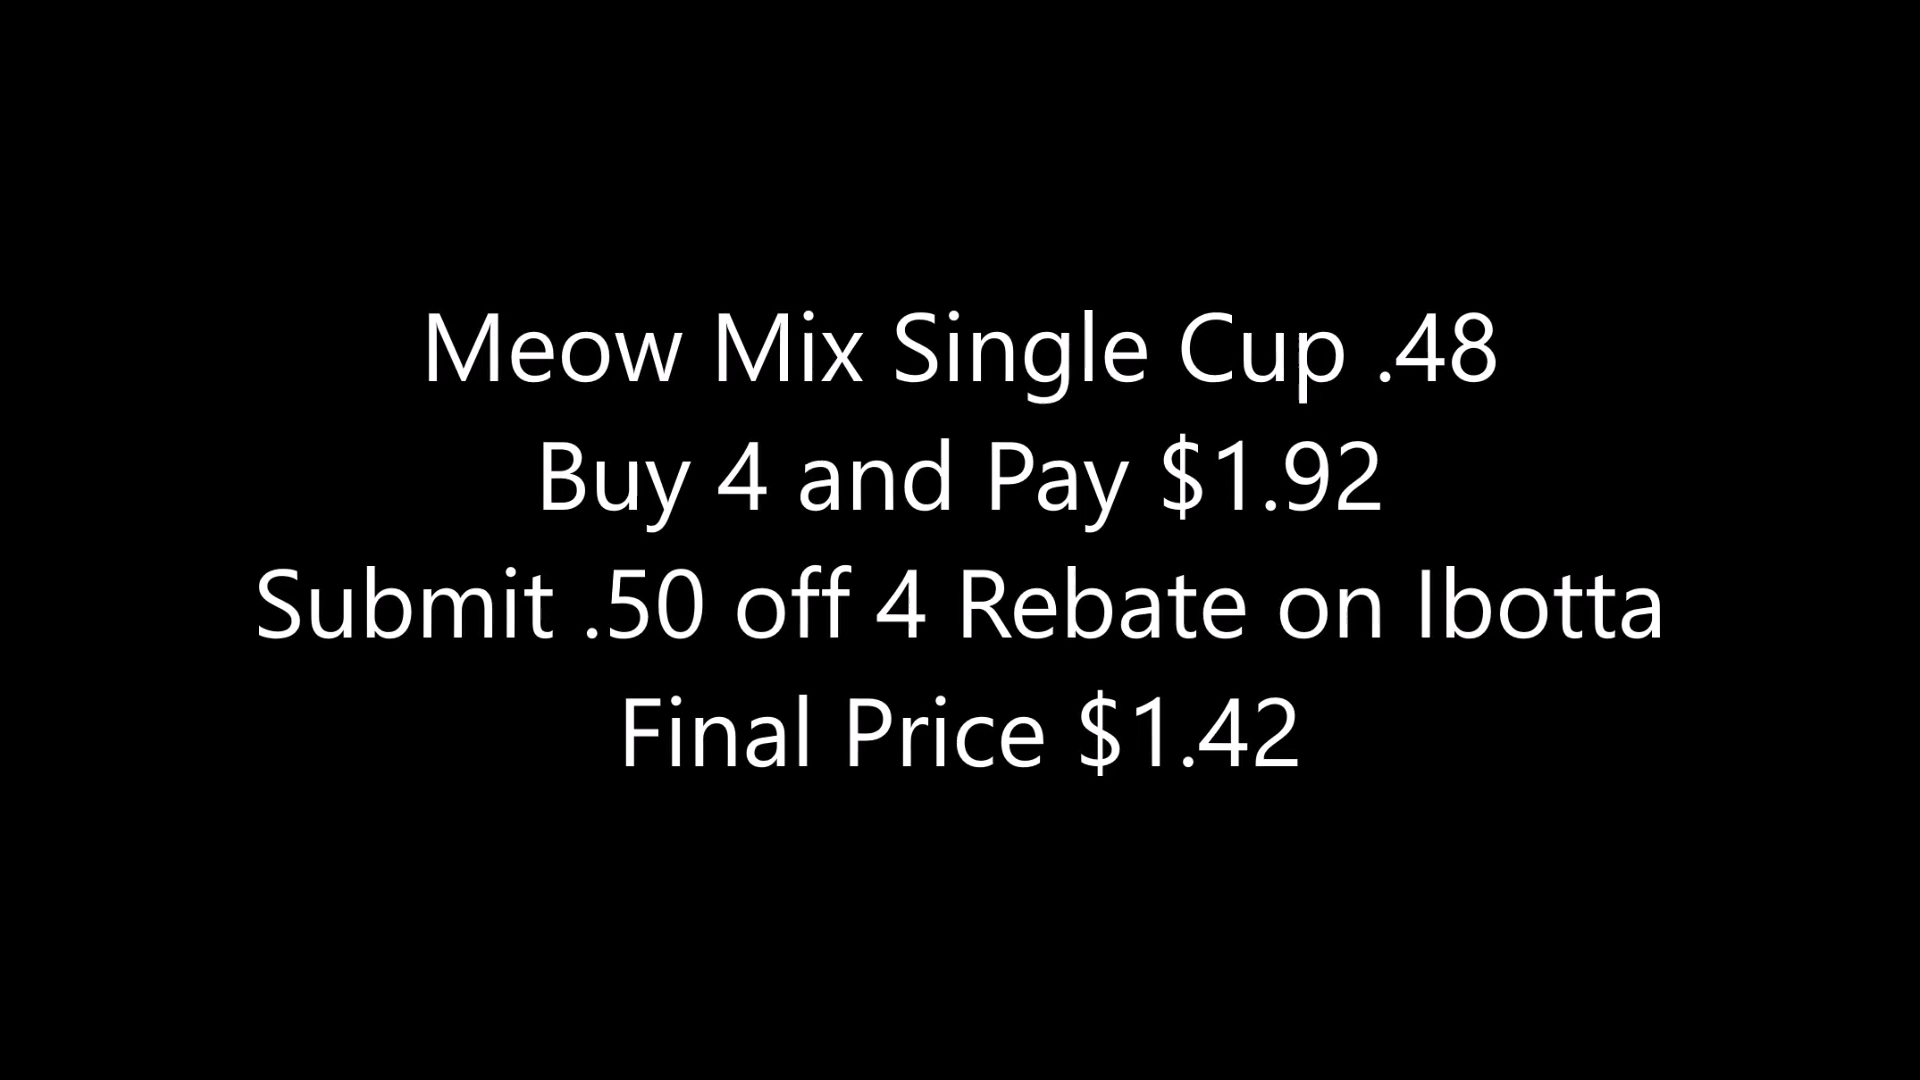 Meow Mix Single Cup .48
Buy 4 and Pay $1.92
Submit .50 off 4 Rebate on Ibotta
Final Price $1.42